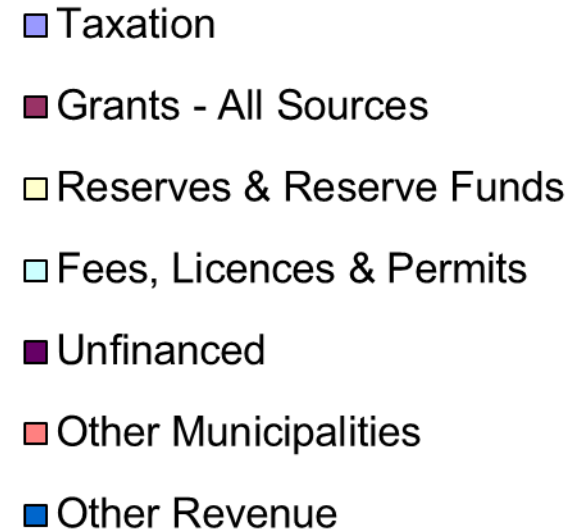 Taxation
Grants - All Sources
Reserves & Reserve Funds
Fees, Licences & Permits
Unfinanced
Other Municipalities
Other Revenue